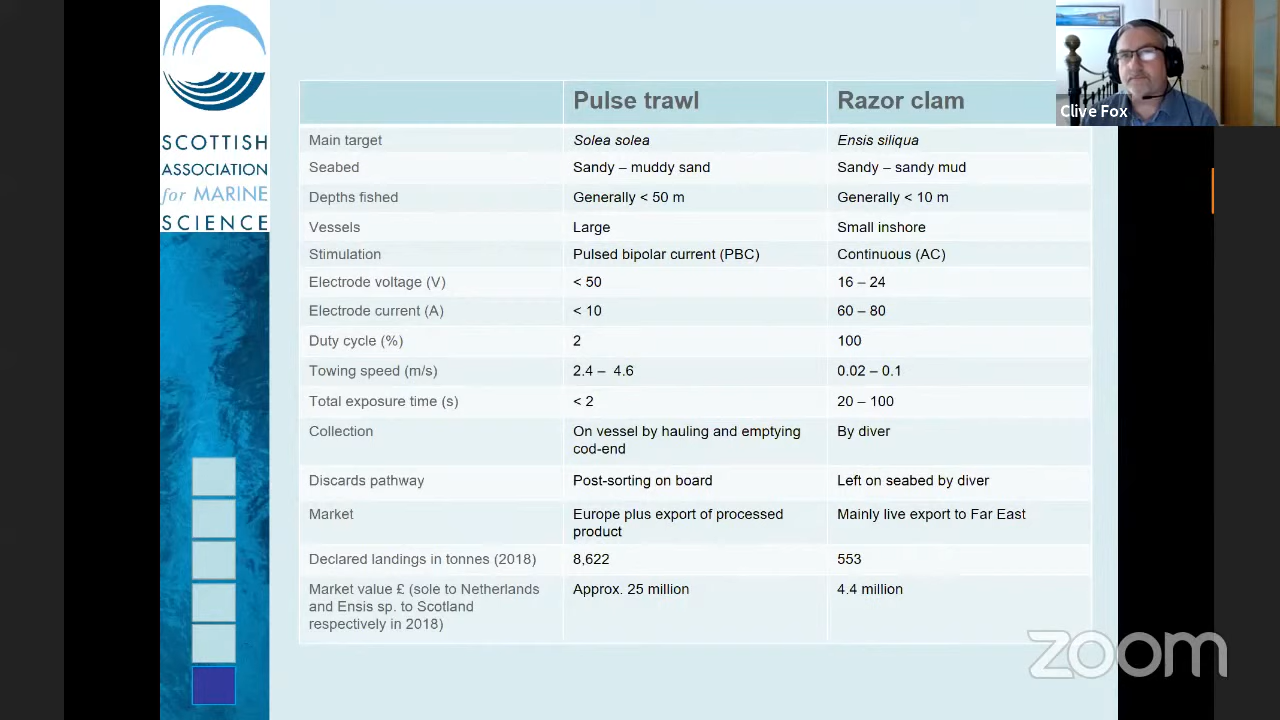 SCOTTISH
ASSOCIATION
for MARINE
SCIENCE
Pulse trawl Razor clam
Main target Solea solea Ensis siliqua
Seabed Sandy – muddy sand Sandy – sandy mud
Depths fished Generally < 50 m Generally < 10 m
Vessels Large Small inshore
Stimulation Pulsed bipolar current (PBC) Continuous (AC)
Electrode voltage (V) < 50 16 – 24
Electrode current (A) < 10 60 – 80
Duty cycle (%) 2 100
Towing speed (m/s) 2.4 – 4.6 0.02 – 0.1
Total exposure time (s) < 2 20 – 100
Collection On vessel by hauling and emptying By diver
cod-end
Discards pathway Post-sorting on board Left on seabed by diver
Market Europe plus export of processed Mainly live export to Far East
product
Declared landings in tonnes (2018) 8,622 553
Market value £ (sole to Netherlands Approx. 25 million 4.4 million
and Ensis sp. to Scotland
respectively in 2018)
Clive Fox
zoom